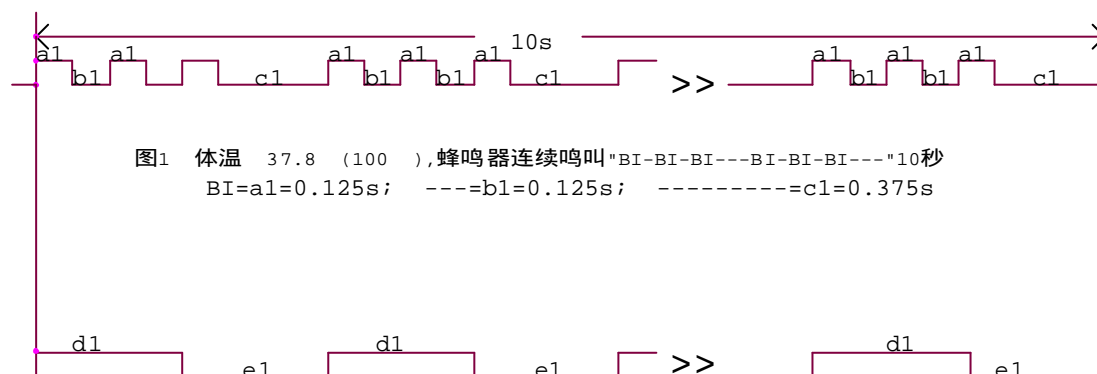 10s
a1 a1 a1 a1 a1 a1 a1 a1
b1 c1 b1 b1 c1 >> b1 b1 c1
图1 体温 37.8 (100 ),蜂鸣器连续鸣叫"BI-BI-BI---BI-BI-BI---"10秒
BI=a1=0.125s; ----=b1=0.125s; ---------=c1=0.375s
d1 d1 d1
e1 e1 >> e1